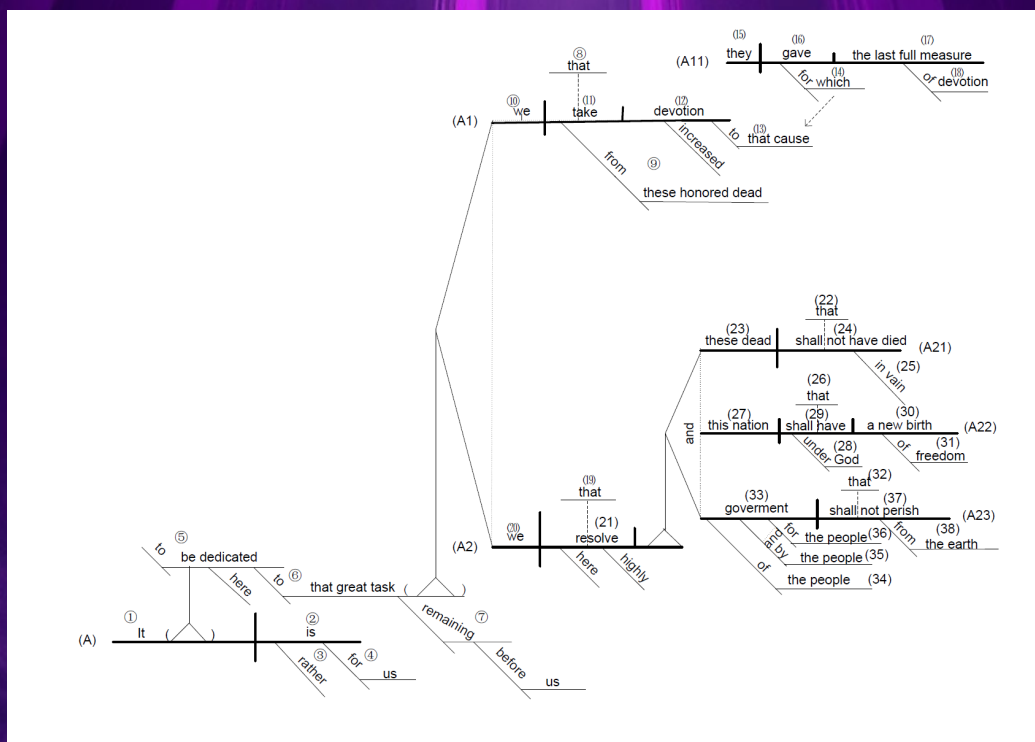 (15) (16) (17)
they gave the last full measure
(A11)
for which (14) of devotion (18)
⑧
that
⑩ (11) (12)
we take devotion
(A1)
to that cause (13)
increased
from ⑨
these honored dead
(22)
that
(23) (24)
these dead shall not have died (A21)
in vain (25)
(26)
that
(27) (29) (30)
this nation shall have a new birth (A22)
under God (28)
of freedom (31)
and
(32)
that
(33) (37)
goverment shall not perish (A23)
for the people (36)
and by the people (35)
of the people (34)
from the earth (38)
(19)
that
(20) (21)
we resolve
(A2)
here highly
⑤
to be dedicated
here
to ⑥
that great task ( )
remaining ⑦
before us
① ②
(A) It ( ) is
rather ③
for ④ us